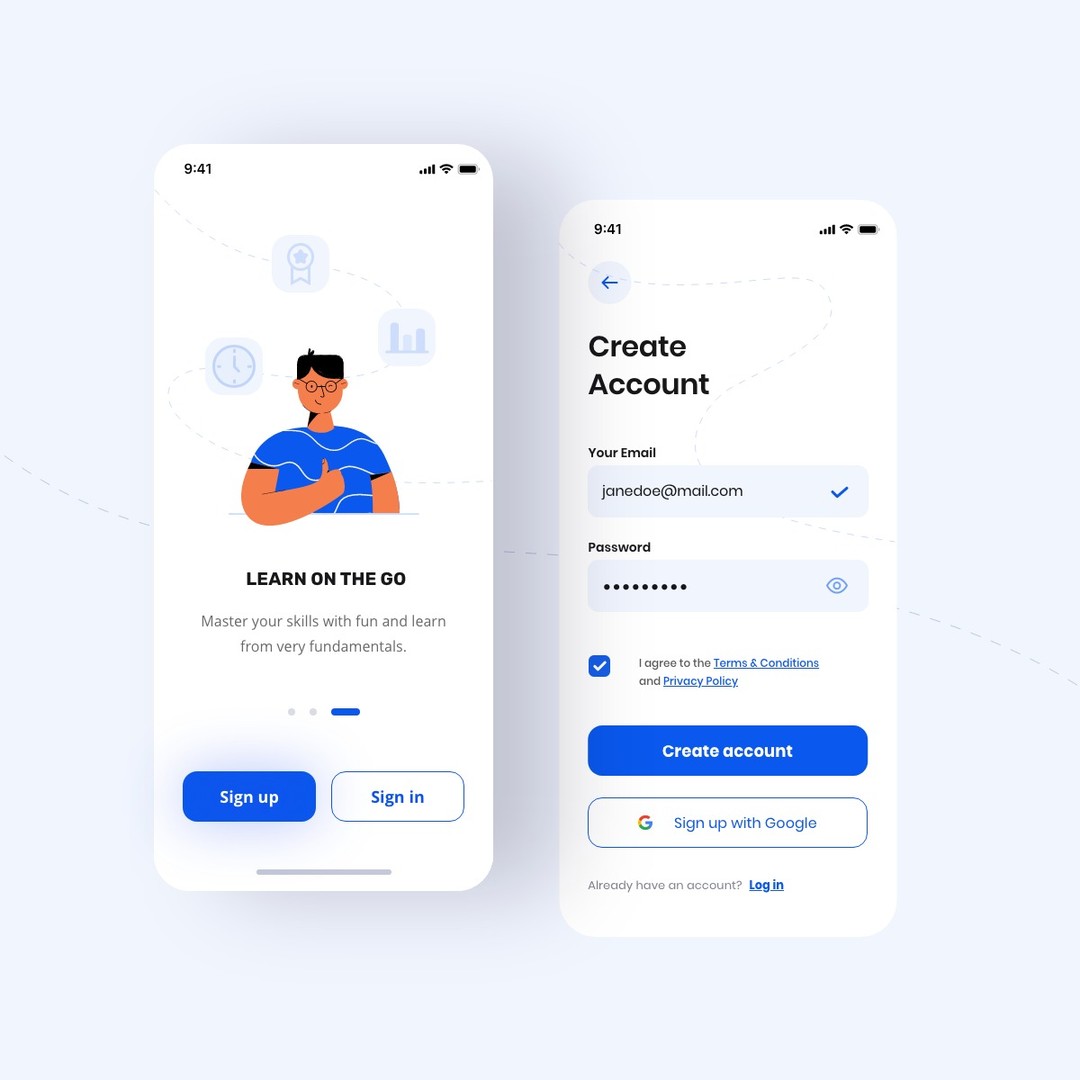 9:41
LEARN ON THE GO
Master your skills with fun and learn
from very fundamentals.
Sign up
Sign in
9:41
Create
Account
Your Email
janedoe@mail.com
Password
•••••••••
I agree to the Terms & Conditions
and Privacy Policy
Create account
Sign up with Google
Already have an account? Log in